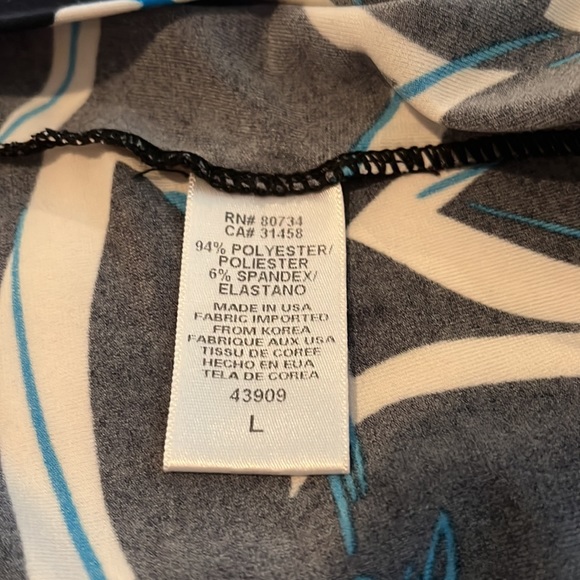 RN# 80734
CA# 31458
94% POLYESTER/
POLIESTER
6% SPANDEX/
ELASTANO
MADE IN USA
FABRIC IMPORTED
FROM KOREA
FABRIQUE AUX USA
TISSU DE COREE
HECHO EN EUA
TELA DE COREA
43909
L